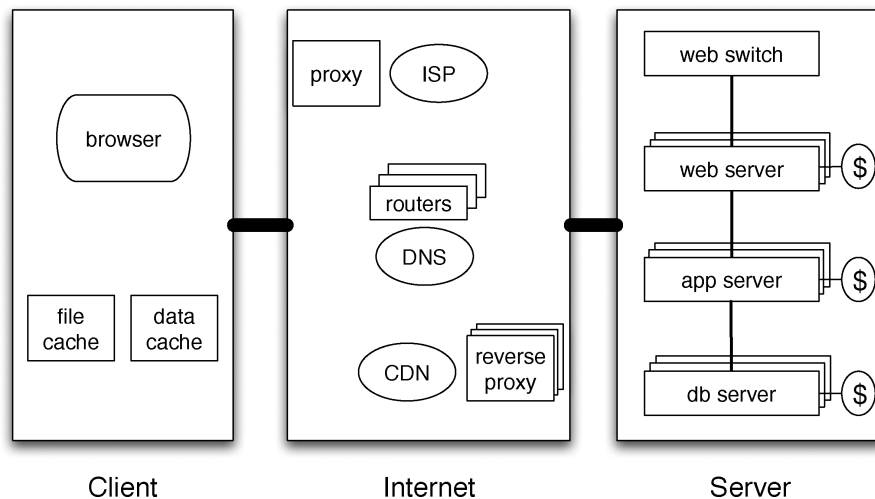 proxy
ISP
web switch
browser
web server
$
routers
DNS
app server
$
file
cache
data
cache
CDN
reverse
proxy
db server
$
Client
Internet
Server